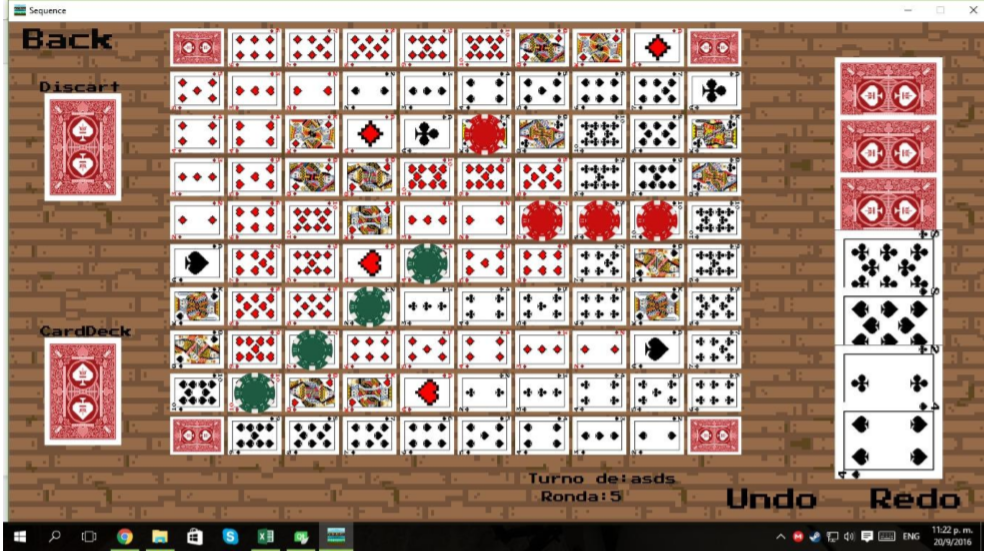 Sequence
Back
Discart
CardDeck
Turno de:asds
Ronda:5
Undo
Redo
ENG
11:22 p. m.
20/9/2016